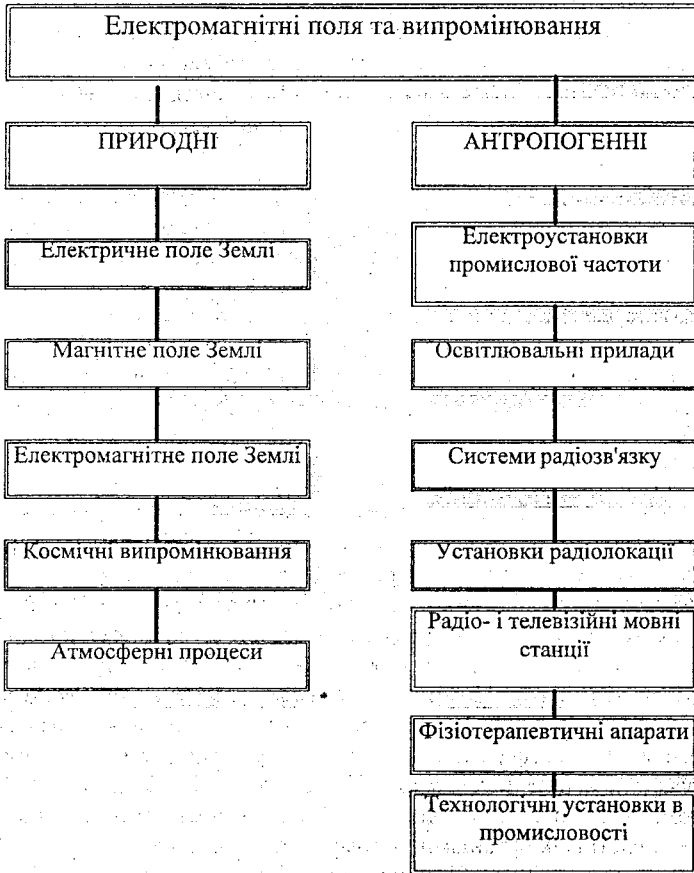 Електромагнітні поля та випромінювання
ПРИРОДНІ
Електричне поле Землі
Магнітне поле Землі
Електромагнітне поле Землі
Космічні випромінювання
Атмосферні процеси
АНТРОПОГЕННІ
Електроустановки
промислової частоти
Освітлювальні прилади
Системи радіозв'язку
Установки радіолокації
Радіо- і телевізійні мовні
станції
Фізіотерапевтичні апарати
Технологічні установки в
промисловості